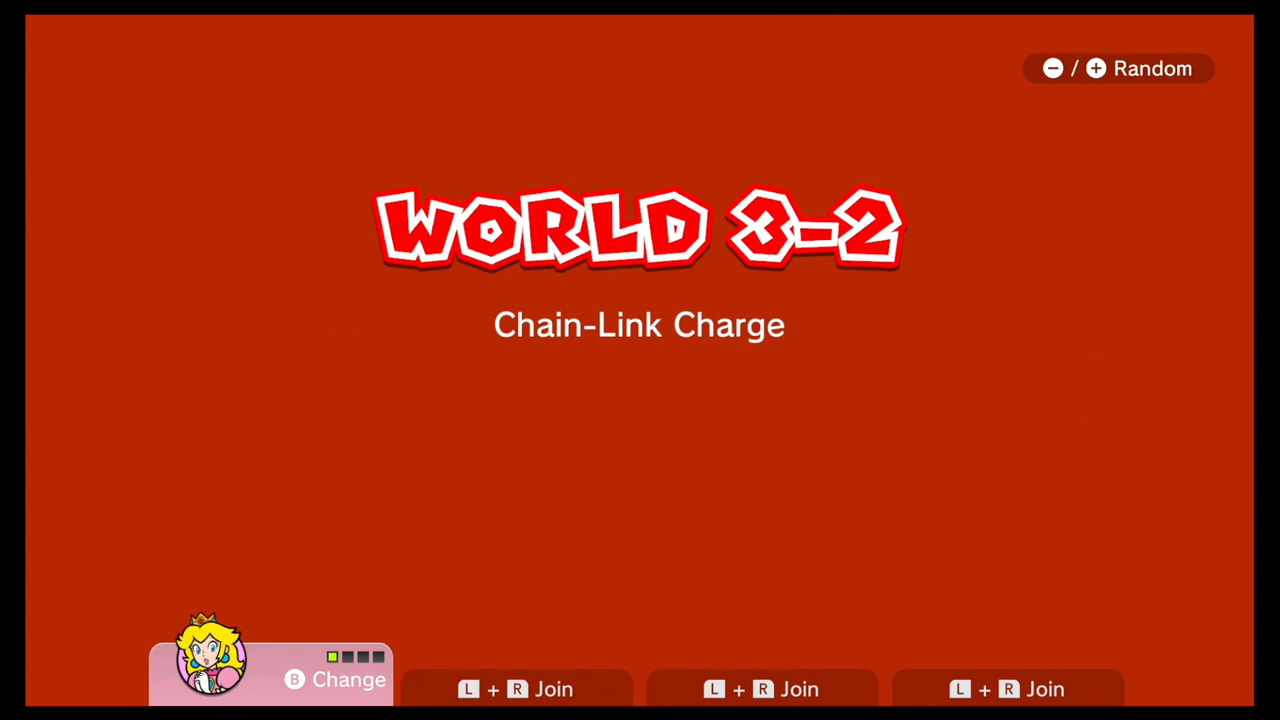 ⊖ / ⊕ Random
WORLD 3-2
Chain-Link Charge
B Change
L + R Join
L + R Join
L + R Join